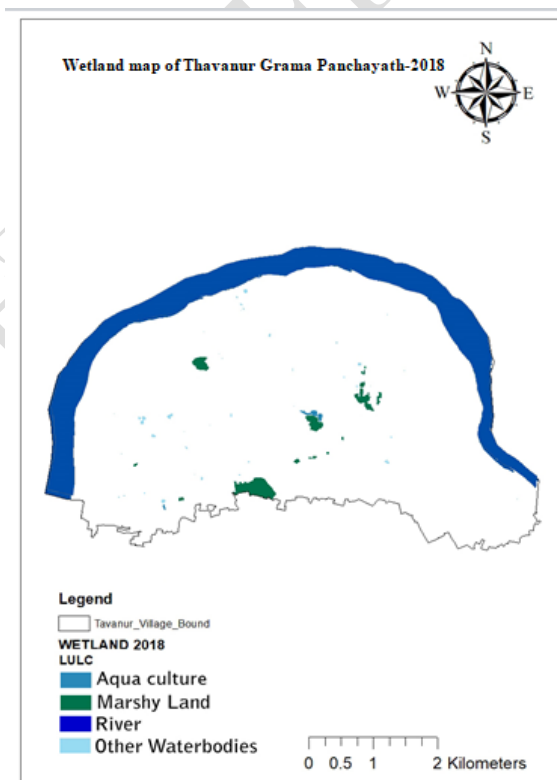 Wetland map of Thavanur Grama Panchayath-2018
N
W E
S
Legend
Tavanur_Village_Bound
WETLAND 2018
LULC
Aqua culture
Marshy Land
River
Other Waterbodies
0 0.5 1 2 Kilometers